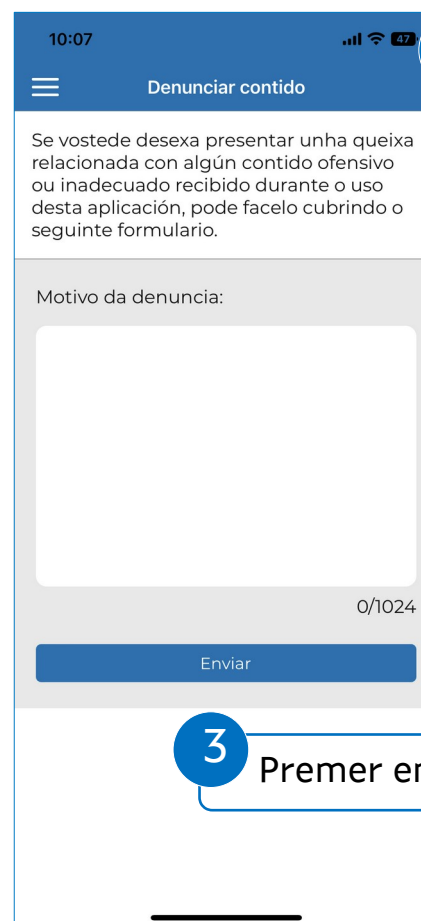 10:07
47
Denunciar contido
Se vostede desexa presentar unha queixa
relacionada con algún contido ofensivo
ou inadecuado recibido durante o uso
desta aplicación, pode facelo cubrindo o
seguinte formulario.
Motivo da denuncia:
0/1024
Enviar
3
Premer